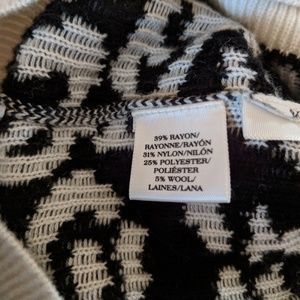 39% RAYON/
RAYONNE/RAYÓN
31% NYLON/NILÓN
25% POLYESTER/
POLIÉSTER
5% WOOL/
LAINES/LANA